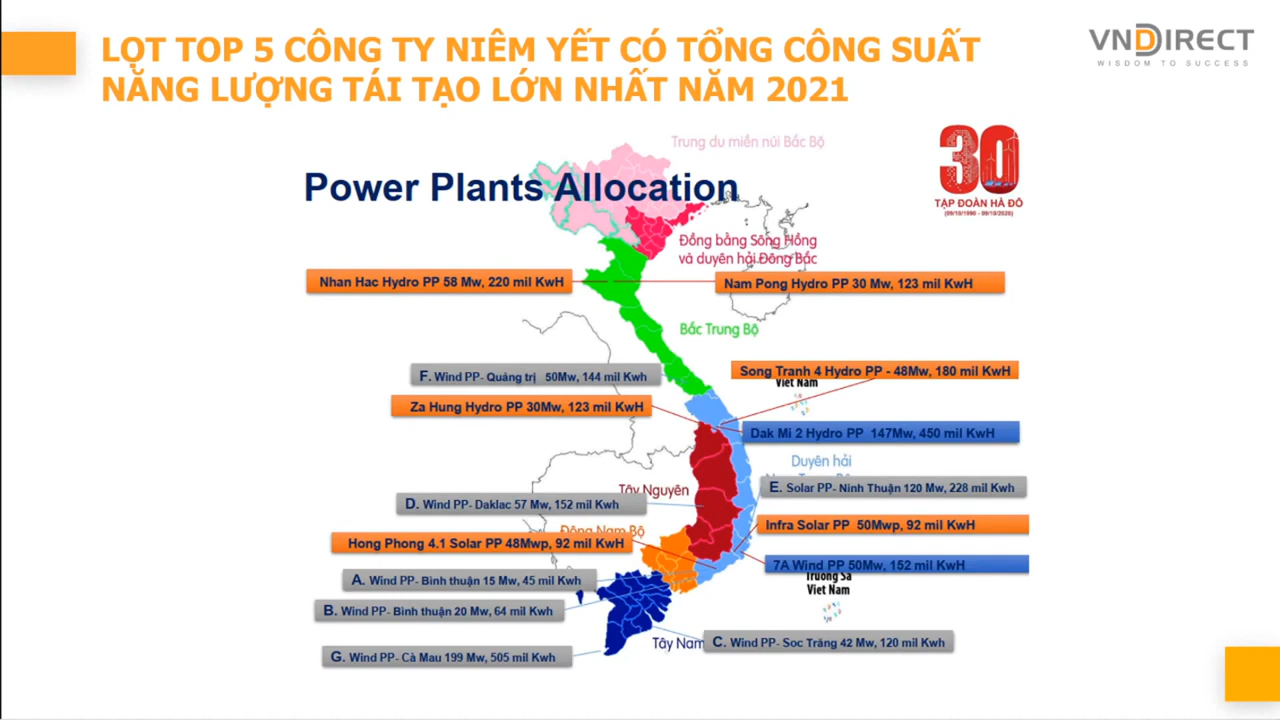 LỌT TOP 5 CÔNG TY NIÊM YẾT CÓ TỔNG CÔNG SUẤT
NĂNG LƯỢNG TÁI TẠO LỚN NHẤT NĂM 2021
VNDIRECT
WISDOM TO SUCCESS
Trung du miền núi Bắc Bộ
Power Plants Allocation
30
TẬP ĐOÀN HÀ ĐÔ
(09/10/1990 - 09/10/2020)
Đồng bằng Sông Hồng
và duyên hải Đông Bắc
Nhan Hac Hydro PP 58 Mw, 220 mil KwH
Nam Pong Hydro PP 30 Mw, 123 mil KwH
Bắc Trung Bộ
F. Wind PP- Quảng trị 50Mw, 144 mil Kwh
Song Tranh 4 Hydro PP - 48Mw, 180 mil KwH
Việt Nam
Za Hung Hydro PP 30Mw, 123 mil KwH
Dak Mi 2 Hydro PP 147Mw, 450 mil KwH
Duyên hải
Tây Nguyên
E. Solar PP- Ninh Thuận 120 Mw, 228 mil Kwh
D. Wind PP- Daklac 57 Mw, 152 mil Kwh
Infra Solar PP 50Mwp, 92 mil KwH
Đông Nam Bộ
Hong Phong 4.1 Solar PP 48Mwp, 92 mil KwH
7A Wind PP 50Mw, 152 mil KwH
Trường Sa
Việt Nam
A. Wind PP- Bình thuận 15 Mw, 45 mil Kwh
B. Wind PP- Bình thuận 20 Mw, 64 mil Kwh
Tây Nam
C. Wind PP- Soc Trăng 42 Mw, 120 mil Kwh
G. Wind PP- Cà Mau 199 Mw, 505 mil Kwh